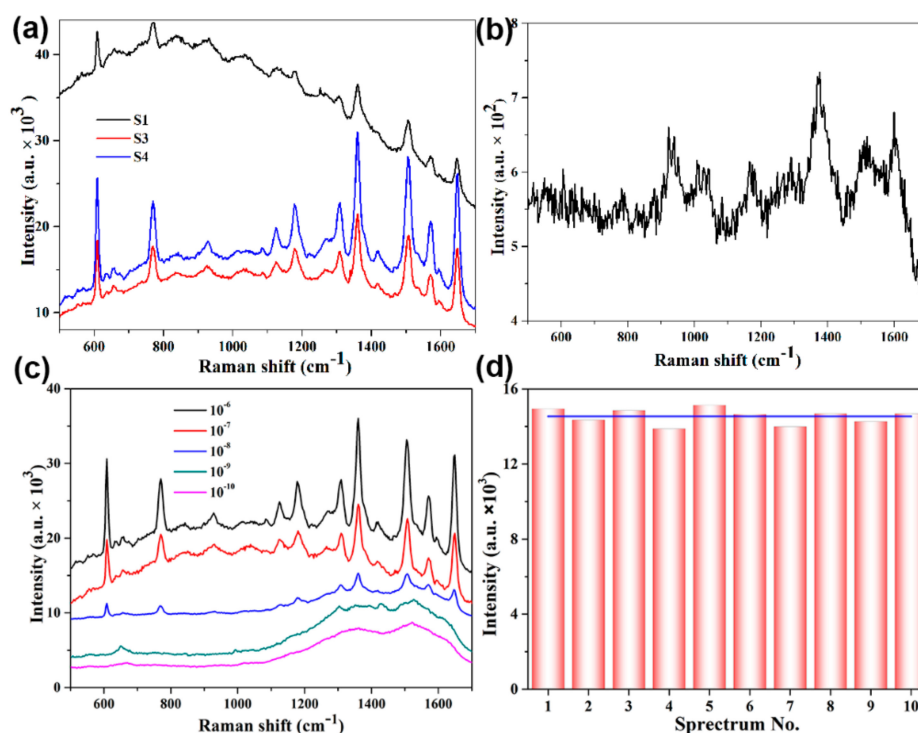 (a)
40
30
20
10
Intensity (a.u. × 10³)
S1
S3
S4
600 800 1000 1200 1400 1600
Raman shift (cm⁻¹)
(b)
8
7
6
5
4
Intensity (a.u. × 10²)
600 800 1000 1200 1400 1600
Raman shift (cm⁻¹)
(c)
40
30
20
10
0
Intensity (a.u. × 10³)
10⁻⁶
10⁻⁷
10⁻⁸
10⁻⁹
10⁻¹⁰
600 800 1000 1200 1400 1600
Raman shift (cm⁻¹)
(d)
16
12
8
4
0
Intensity (a.u. ×10³)
1 2 3 4 5 6 7 8 9 10
Sprectrum No.